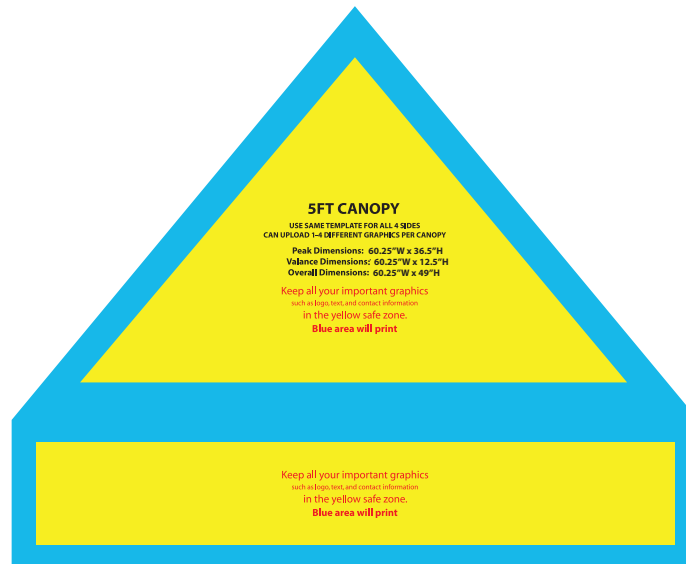 5FT CANOPY
USE SAME TEMPLATE FOR ALL 4 SIDES
CAN UPLOAD 1-4 DIFFERENT GRAPHICS PER CANOPY
Peak Dimensions: 60.25"W x 36.5"H
Valance Dimensions: 60.25"W x 12.5"H
Overall Dimensions: 60.25"W x 49"H
Keep all your important graphics
such as logo, text, and contact information
in the yellow safe zone.
Blue area will print
Keep all your important graphics
such as logo, text, and contact information
in the yellow safe zone.
Blue area will print